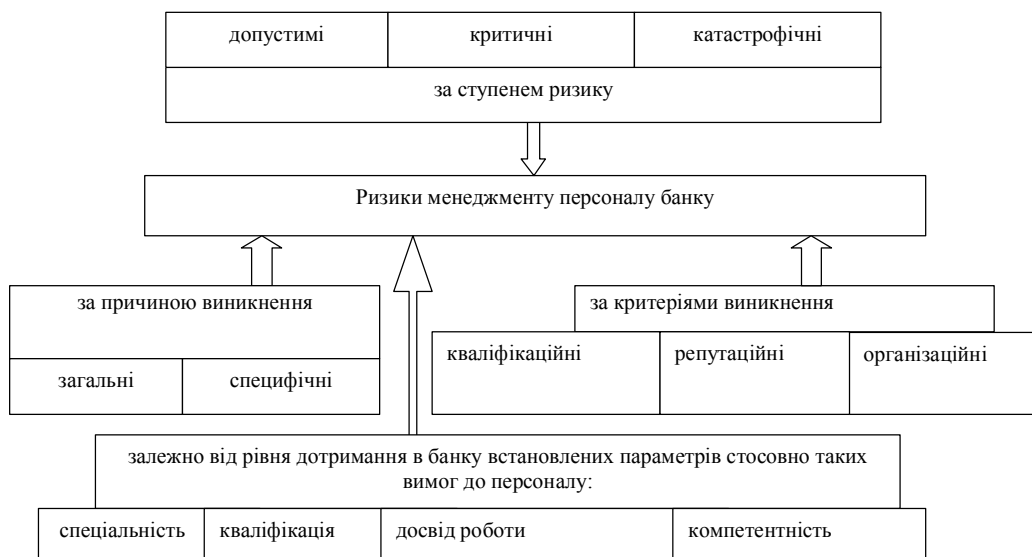 допустимі
критичні
катастрофічні
за ступенем ризику
Ризики менеджменту персоналу банку
за причиною виникнення
загальні
специфічні
за критеріями виникнення
кваліфікаційні
репутаційні
організаційні
залежно від рівня дотримання в банку встановлених параметрів стосовно таких
вимог до персоналу:
спеціальність
кваліфікація
досвід роботи
компетентність